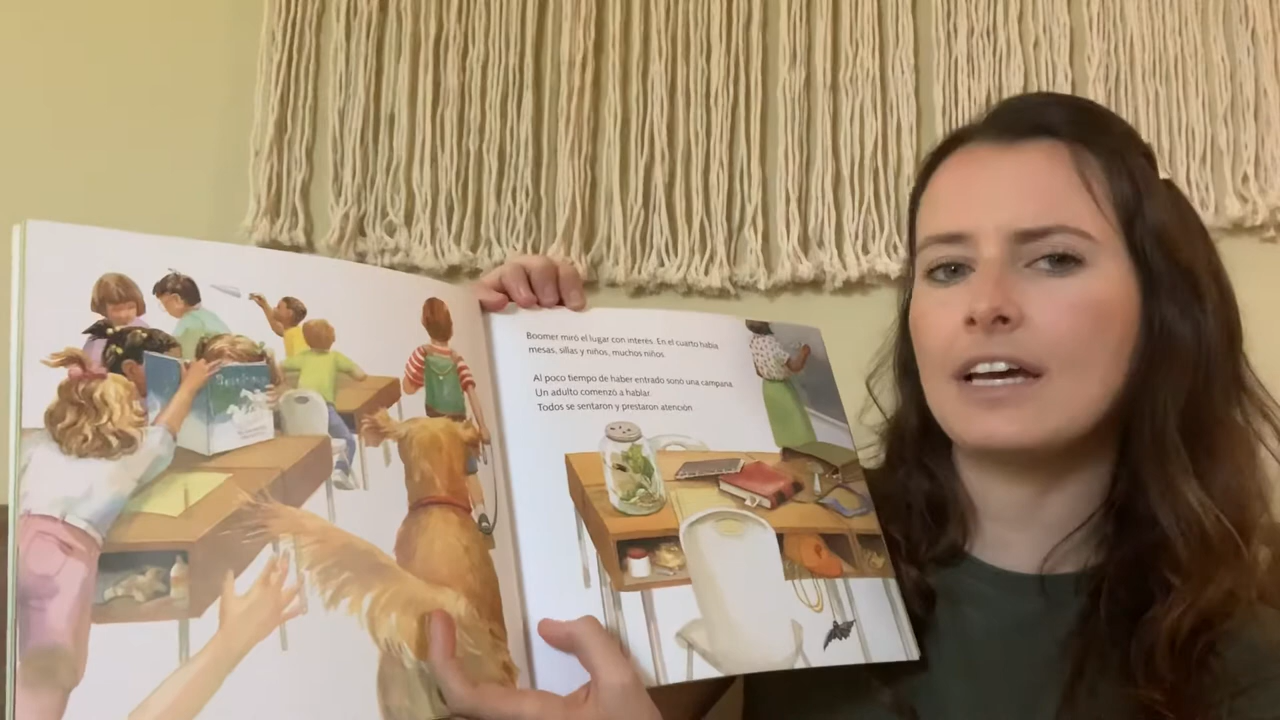 Boomer miró el lugar con interés. En el cuarto había
mesas, sillas y niños, muchos niños.
Al poco tiempo de haber entrado sonó una campana.
Un adulto comenzó a hablar.
Todos se sentaron y prestaron atención.